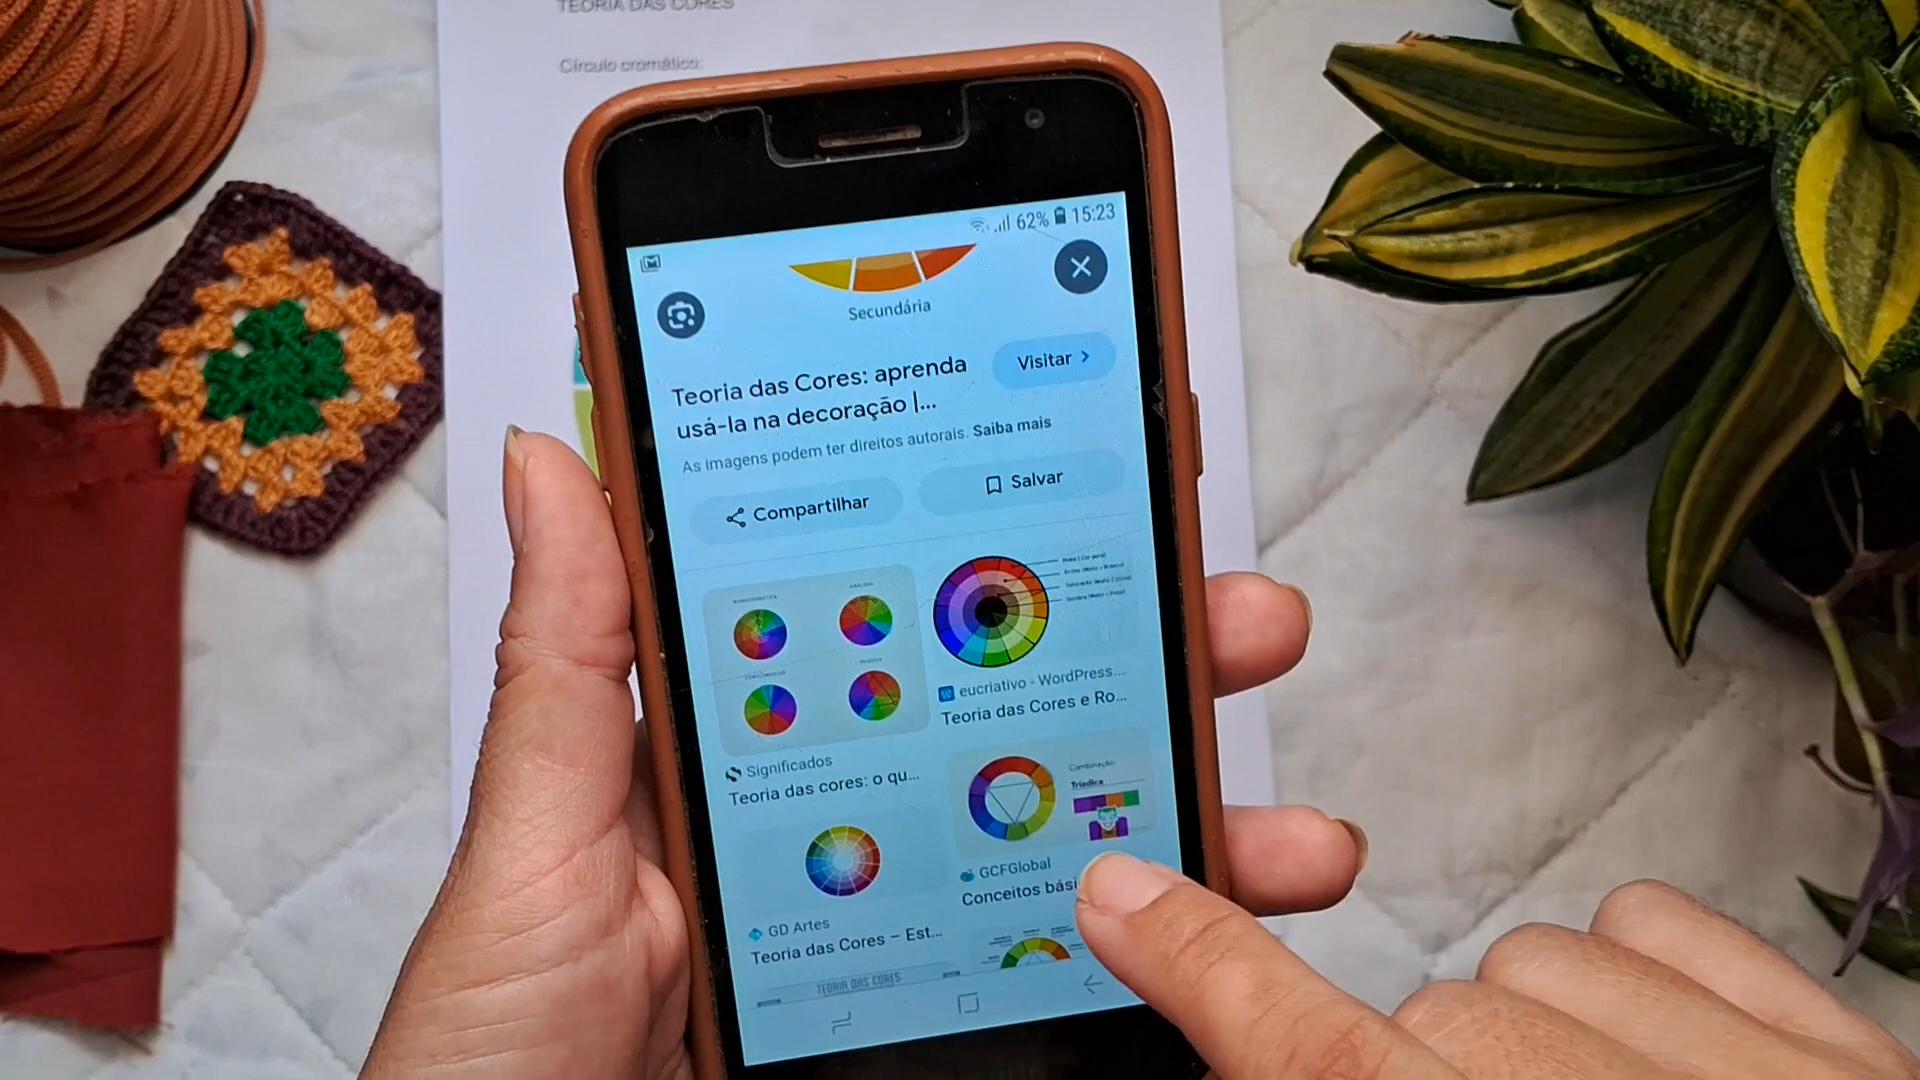 TEORIA DAS CORES
Círculo cromático:
62% 15:23
Secundária
Teoria das Cores: aprenda
usá-la na decoração |...
Visitar
As imagens podem ter direitos autorais. Saiba mais
Compartilhar
Salvar
eucriativo - WordPress....
Teoria das Cores e Ro...
Significados
Teoria das cores: o qu...
Combinação:
Triadica
GCFGlobal
Conceitos bási
GD Artes
Teoria das Cores – Est...
TEORIA DAS CORES